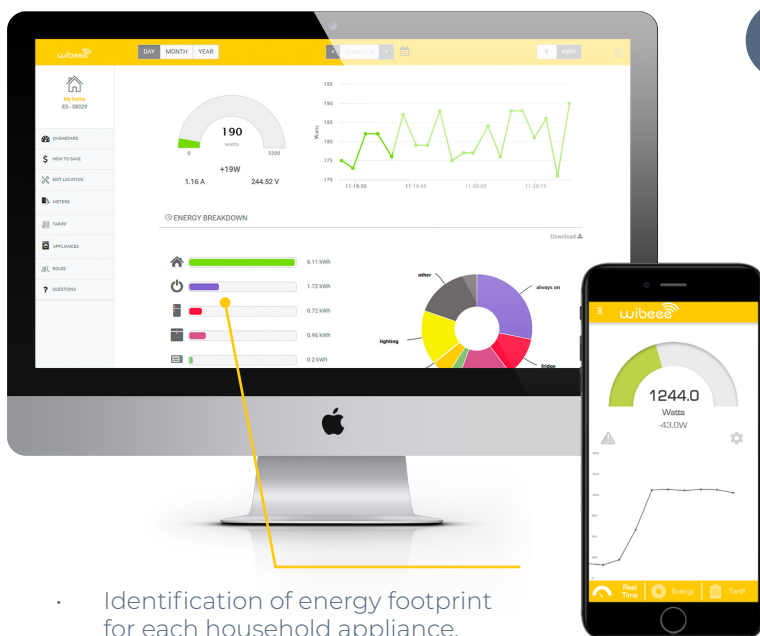 wibeee
DAY MONTH YEAR
< >
€ KWH
My home
ES - 08029
DASHBOARD
HOW TO SAVE
EDIT LOCATION
METERS
TARIFF
APPLIANCES
ROLES
QUESTIONS
190
watts
0 3200
+19W
1.16 A 244.52 V
Watts
195
190
185
180
175
170
11:19:30 11:19:45 11:20:00 11:20:15
ENERGY BREAKDOWN
Download
6.11 kWh
1.72 kWh
0.72 kWh
0.96 kWh
0.2 kWh
other
always on
lighting
fridge
wibeee
1244.0
Watts
-43.0W
Real
Time
Energy
Tariff
· Identification of energy footprint
for each household appliance.